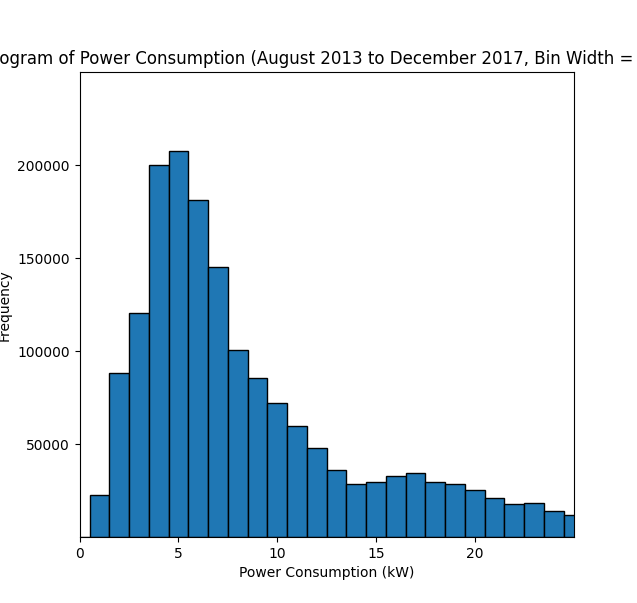 ogram of Power Consumption (August 2013 to December 2017, Bin Width =
200000
150000
100000
50000
Frequency
0 5 10 15 20
Power Consumption (kW)